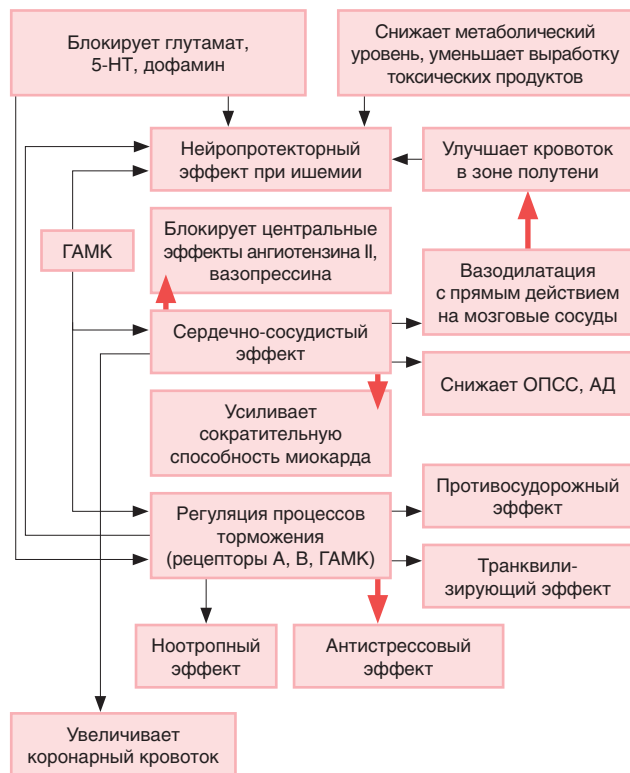 Блокирует глутамат,
5-НТ, дофамин
Снижает метаболический
уровень, уменьшает выработку
токсических продуктов
Нейропротекторный
эффект при ишемии
Улучшает кровоток
в зоне полутени
Блокирует центральные
эффекты ангиотензина II,
вазопрессина
ГАМК
Вазодилатация
с прямым действием
на мозговые сосуды
Сердечно-сосудистый
эффект
Снижает ОПСС, АД
Усиливает
сократительную
способность миокарда
Противосудорожный
эффект
Регуляция процессов
торможения
(рецепторы А, В, ГАМК)
Транквили-
зирующий эффект
Ноотропный
эффект
Антистрессовый
эффект
Увеличивает
коронарный кровоток